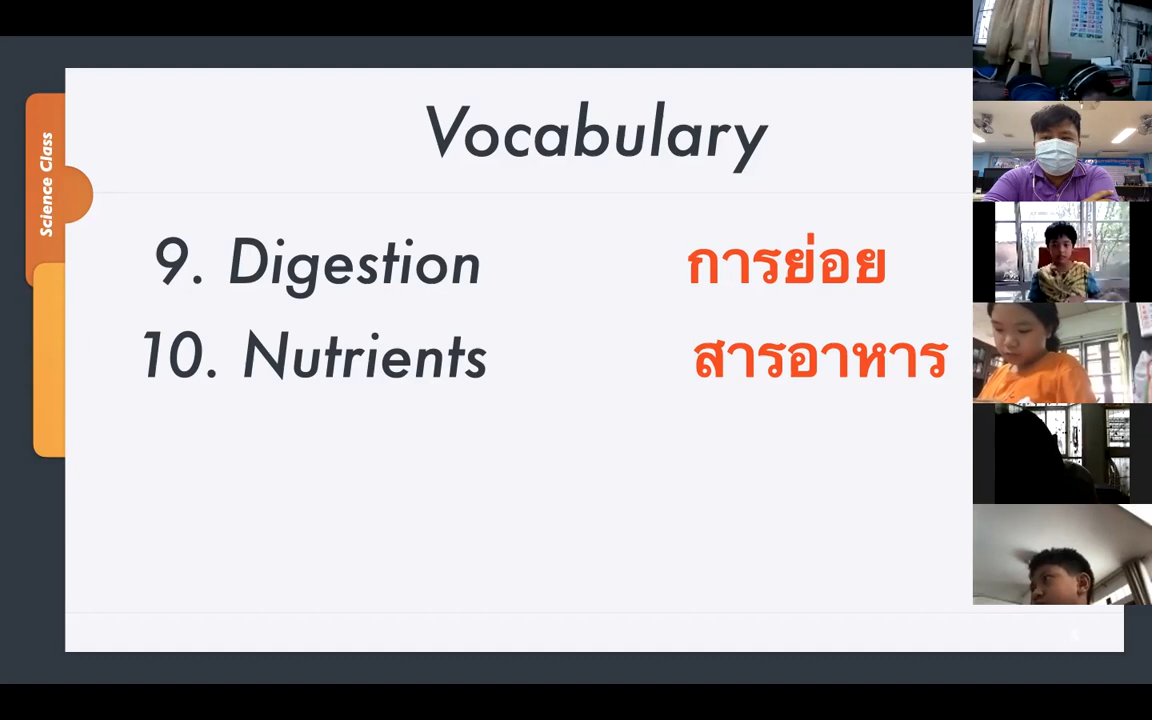 Science Class
Vocabulary
9. Digestion การย่อย
10. Nutrients สารอาหาร